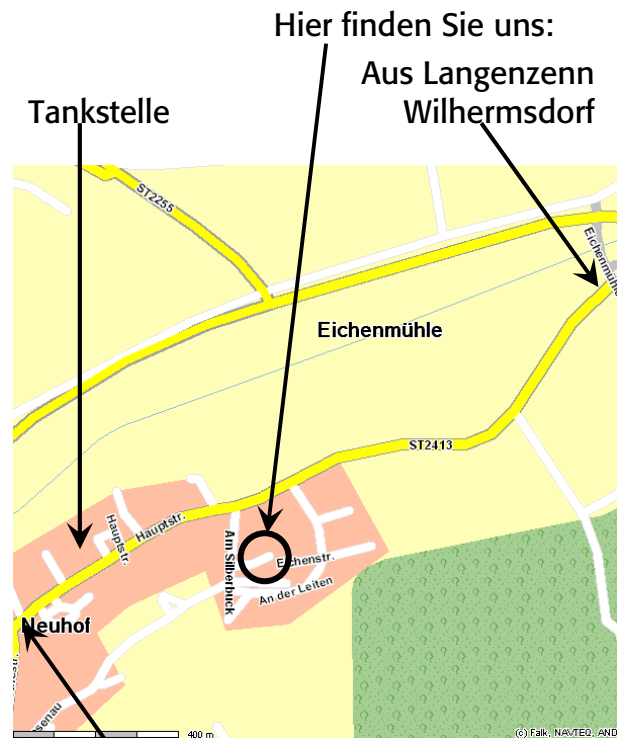 Hier finden Sie uns:
Aus Langenzenn
Tankstelle
Wilhermsdorf
ST2255
Eichenmühle
Eichenmühle
ST2413
Hauptstr.
Hauptstr.
Am Silberbuck
Eichenstr.
An der Leiten
Neuhof
400 m
(c) Falk, NAVTEQ, AND